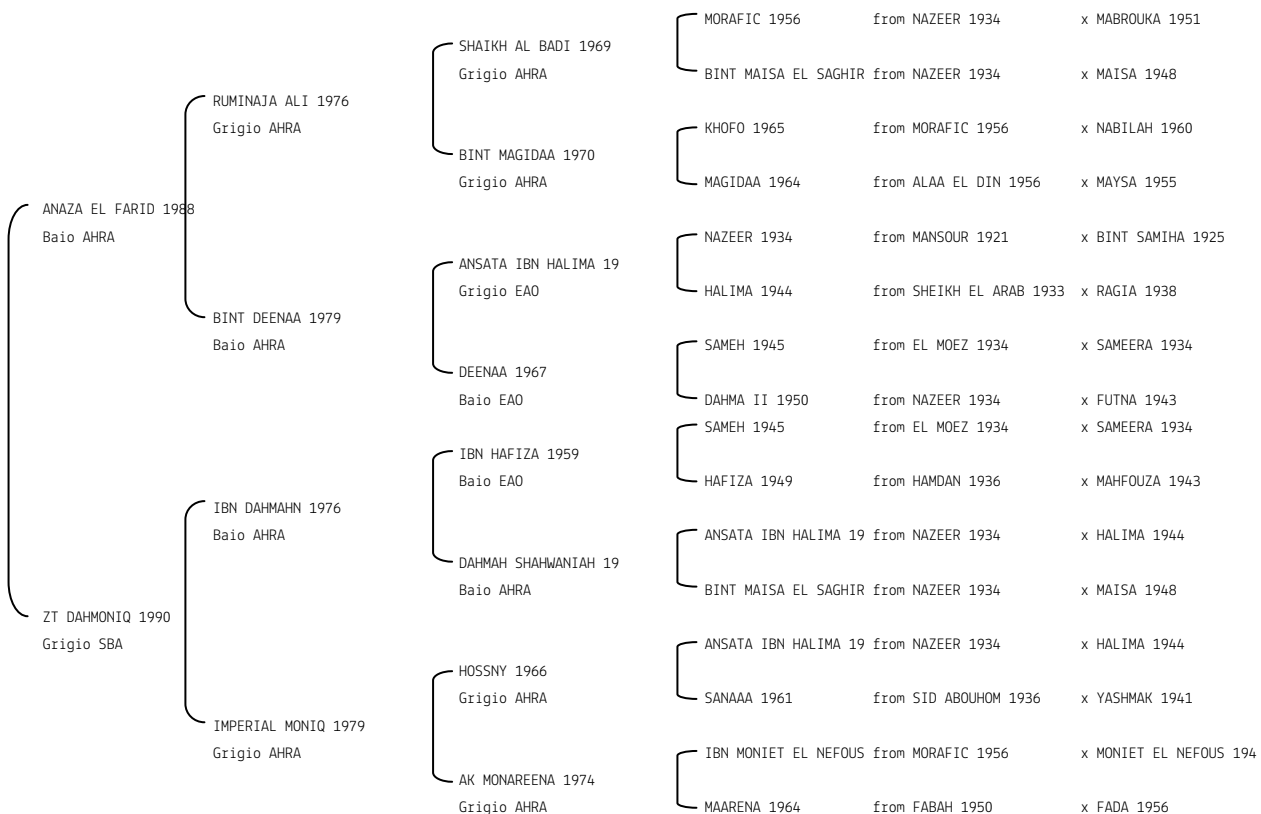 MORAFIC 1956 from NAZEER 1934 x MABROUKA 1951
SHAIKH AL BADI 1969
Grigio AHRA
BINT MAISA EL SAGHIR from NAZEER 1934 x MAISA 1948
RUMINAJA ALI 1976
Grigio AHRA
KHOFO 1965 from MORAFIC 1956 x NABILAH 1960
BINT MAGIDAA 1970
Grigio AHRA
MAGIDAA 1964 from ALAA EL DIN 1956 x MAYSA 1955
ANAZA EL FARID 1988
Baio AHRA
NAZEER 1934 from MANSOUR 1921 x BINT SAMIHA 1925
ANSATA IBN HALIMA 19
Grigio EAO
HALIMA 1944 from SHEIKH EL ARAB 1933 x RAGIA 1938
BINT DEENAA 1979
Baio AHRA
SAMEH 1945 from EL MOEZ 1934 x SAMEERA 1934
DEENAA 1967
Baio EAO
DAHMA II 1950 from NAZEER 1934 x FUTNA 1943
SAMEH 1945 from EL MOEZ 1934 x SAMEERA 1934
IBN HAFIZA 1959
Baio EAO
HAFIZA 1949 from HAMDAN 1936 x MAHFOUZA 1943
IBN DAHMAHN 1976
Baio AHRA
ANSATA IBN HALIMA 19 from NAZEER 1934 x HALIMA 1944
DAHMAH SHAHWANIAH 19
Baio AHRA
BINT MAISA EL SAGHIR from NAZEER 1934 x MAISA 1948
ZT DAHMONIQ 1990
Grigio SBA
ANSATA IBN HALIMA 19 from NAZEER 1934 x HALIMA 1944
HOSSNY 1966
Grigio AHRA
SANAAA 1961 from SID ABOUHOM 1936 x YASHMAK 1941
IMPERIAL MONIQ 1979
Grigio AHRA
IBN MONIET EL NEFOUS from MORAFIC 1956 x MONIET EL NEFOUS 194
AK MONAREENA 1974
Grigio AHRA
MAARENA 1964 from FABAH 1950 x FADA 1956